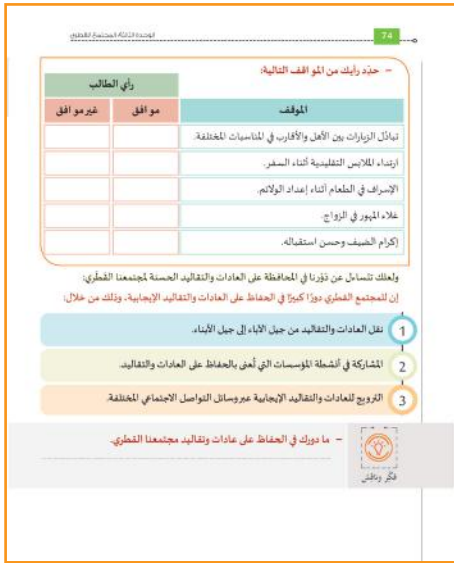 74
الوحدة الثالثة المجتمع القطري
– حدّد رأيك من المواقف التالية:
رأي الطالب
الموقف
موافق
غير موافق
تبادُل الزيارات بين الأهل والأقارب في المناسبات المختلفة.
ارتداء الملابس التقليدية أثناء السفر.
الإسراف في الطعام أثناء إعداد الولائم.
غلاء المهور في الزواج.
إكرام الضيف وحسن استقباله.
ولعلك تتساءل عن دَوْرنا في المحافظة على العادات والتقاليد الحسنة لمجتمعنا القطَري:
إن للمجتمع القطري دورًا كبيرًا في الحفاظ على العادات والتقاليد الإيجابية، وذلك من خلال:
1 نقل العادات والتقاليد من جيل الآباء إلى جيل الأبناء.
2 المشاركة في أنشطة المؤسسات التي تُعنى بالحفاظ على العادات والتقاليد.
3 الترويج للعادات والتقاليد الإيجابية عبر وسائل التواصل الاجتماعي المختلفة.
– ما دورك في الحفاظ على عادات وتقاليد مجتمعنا القطري.
فكّر وناقش